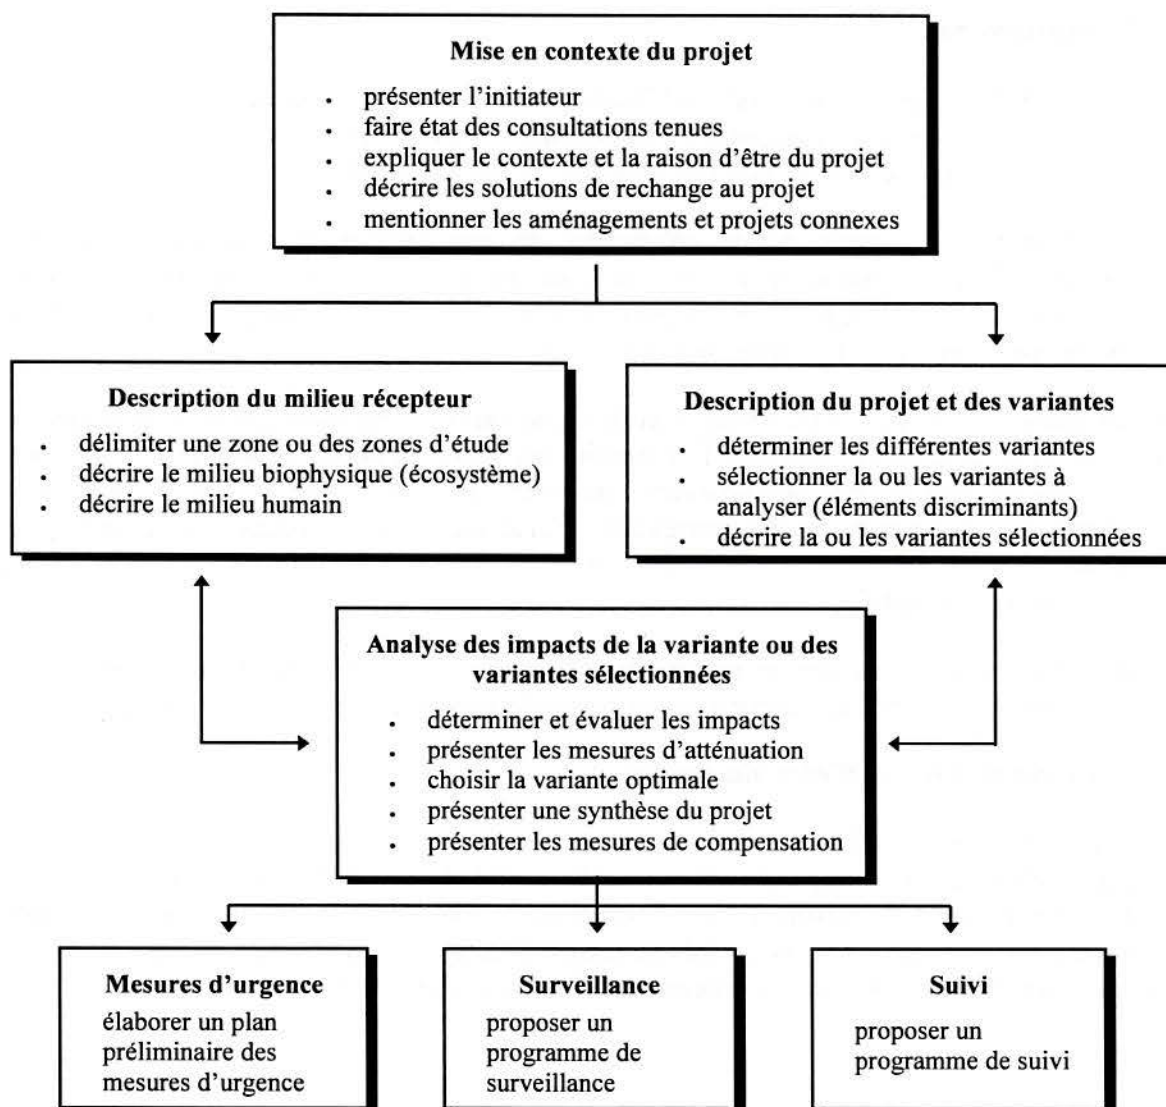 Mise en contexte du projet
• présenter l'initiateur
• faire état des consultations tenues
• expliquer le contexte et la raison d'être du projet
• décrire les solutions de rechange au projet
• mentionner les aménagements et projets connexes
Description du milieu récepteur
• délimiter une zone ou des zones d'étude
• décrire le milieu biophysique (écosystème)
• décrire le milieu humain
Description du projet et des variantes
• déterminer les différentes variantes
• sélectionner la ou les variantes à
analyser (éléments discriminants)
• décrire la ou les variantes sélectionnées
Analyse des impacts de la variante ou des
variantes sélectionnées
• déterminer et évaluer les impacts
• présenter les mesures d'atténuation
• choisir la variante optimale
• présenter une synthèse du projet
• présenter les mesures de compensation
Mesures d'urgence
élaborer un plan
préliminaire des
mesures d'urgence
Surveillance
proposer un
programme de
surveillance
Suivi
proposer un
programme de suivi